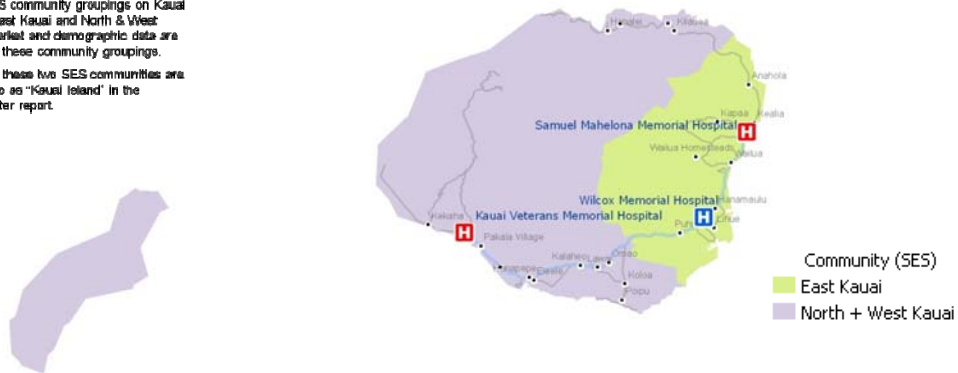 S community groupings on Kauai
ast Kauai and North & West
arket and demographic data are
these community groupings.
these two SES communities are
o as "Kauai Island" in the
ter report.
Hanalei
Kilauea
Anahola
Kapaa
Kealia
Samuel Mahelona Memorial Hospital
H
Wailua Homesteads
Wailua
Wilcox Memorial Hospital
Hanamaulu
Kekaha
Kauai Veterans Memorial Hospital
H
H
Lihue
Puhi
Pakala Village
Kalaheo
Lawai
Omao
Hanapepe
Eleele
Koloa
Poipu
Community (SES)
East Kauai
North + West Kauai